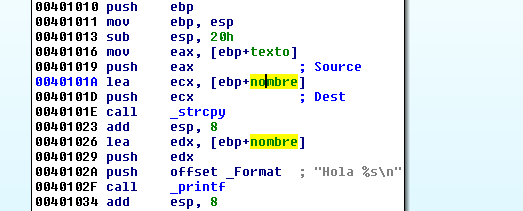 00401010 push ebp
00401011 mov ebp, esp
00401013 sub esp, 20h
00401016 mov eax, [ebp+texto]
00401019 push eax ; Source
0040101A lea ecx, [ebp+nombre]
0040101D push ecx ; Dest
0040101E call _strcpy
00401023 add esp, 8
00401026 lea edx, [ebp+nombre]
00401029 push edx
0040102A push offset _Format ; "Hola %s\n"
0040102F call _printf
00401034 add esp, 8